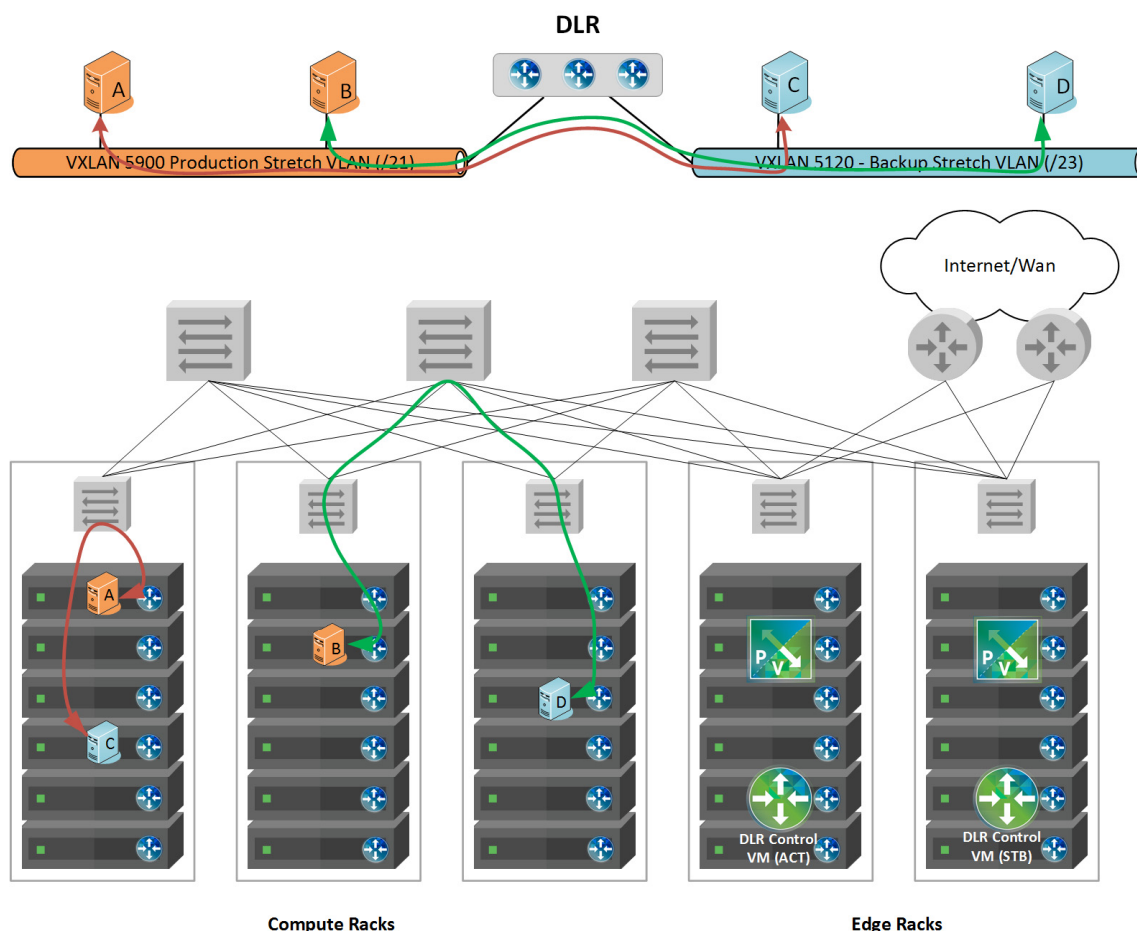 DLR
A
B
C
D
VXLAN 5900 Production Stretch VLAN (/21)
VXLAN 5120 - Backup Stretch VLAN (/23)
Internet/Wan
A
B
P V
P V
D
C
DLR Control
VM (ACT)
DLR Control
VM (STB)
Compute Racks
Edge Racks